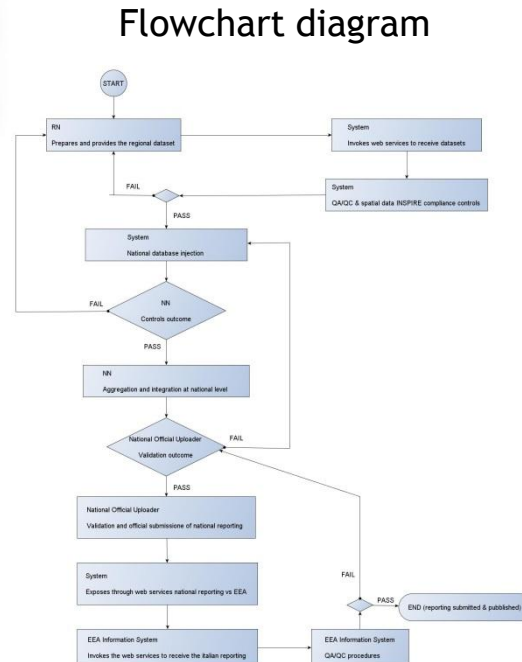 Flowchart diagram
START
RN
Prepares and provides the regional dataset
System
Invokes web services to receive datasets
System
QA/QC & spatial data INSPIRE compliance controls
FAIL
PASS
System
National database injection
NN
Controls outcome
FAIL
PASS
NN
Aggregation and integration at national level
National Official Uploader
Validation outcome
FAIL
PASS
National Official Uploader
Validation and official submissione of national reporting
System
Exposes through web services national reporting vs EEA
EEA Information System
Invokes the web services to receive the italian reporting
EEA Information System
QA/QC procedures
FAIL
PASS
END (reporting submitted & pubblished)